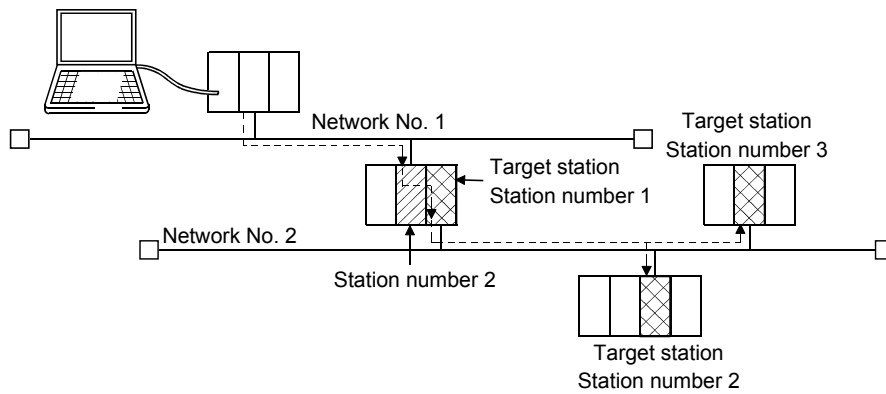 Network No. 1
Target station
Station number 3
Target station
Station number 1
Network No. 2
Station number 2
Target station
Station number 2